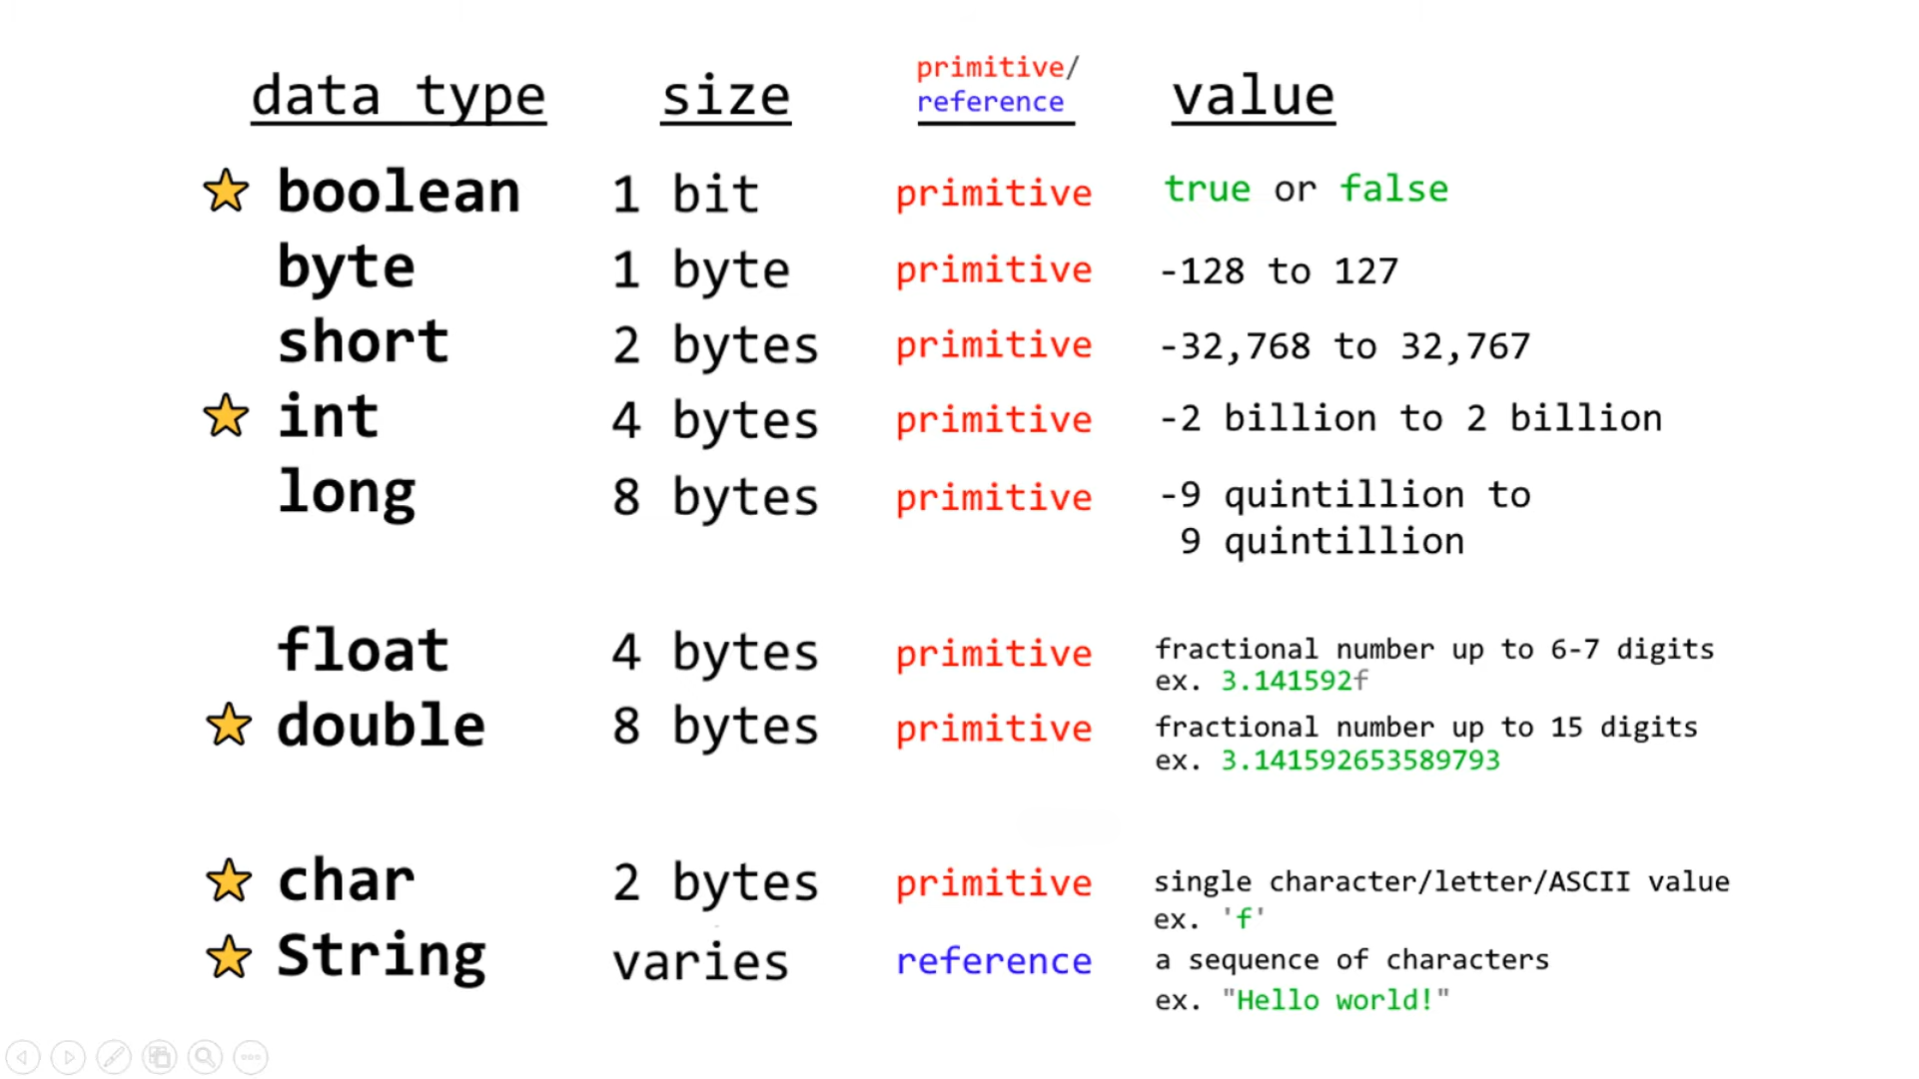 data type size primitive/ value
reference
boolean 1 bit primitive true or false
byte 1 byte primitive -128 to 127
short 2 bytes primitive -32,768 to 32,767
int 4 bytes primitive -2 billion to 2 billion
long 8 bytes primitive -9 quintillion to
9 quintillion
float 4 bytes primitive fractional number up to 6-7 digits
ex. 3.141592f
double 8 bytes primitive fractional number up to 15 digits
ex. 3.141592653589793
char 2 bytes primitive single character/letter/ASCII value
ex. 'f'
String varies reference a sequence of characters
ex. "Hello world!"